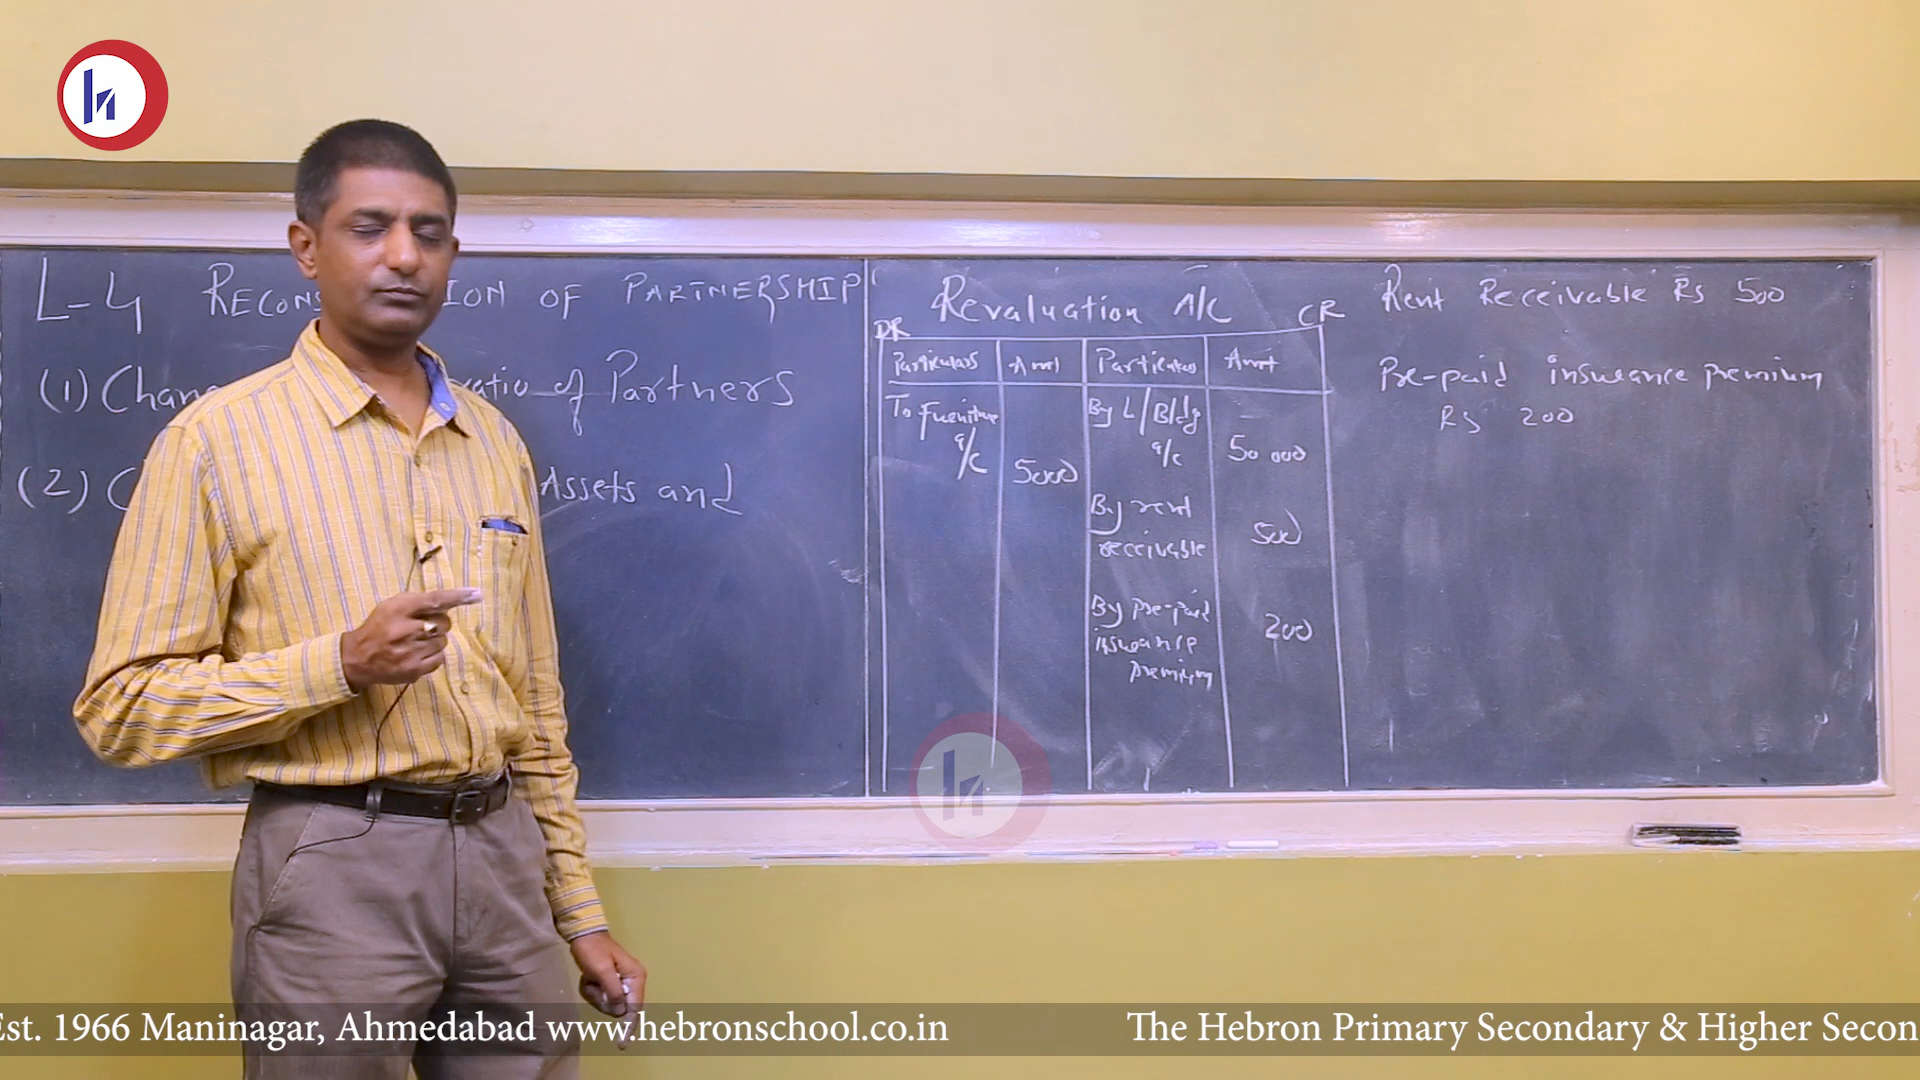 L-4 RECONS ION OF PARTNERSHIP
(1) Chan atio of Partners
(2) C Assets and
Revaluation A/C
DR CR
Particulars Amt Particulars Amt
To Furniture a/c 5000
By L/Bldg a/c 50 000
By rent receivable 500
By pre-paid insurance premium 200
Rent Receivable Rs 500
Pre-paid insurance premium
Rs 200
Est. 1966 Maninagar, Ahmedabad www.hebronschool.co.in The Hebron Primary Secondary & Higher Secon